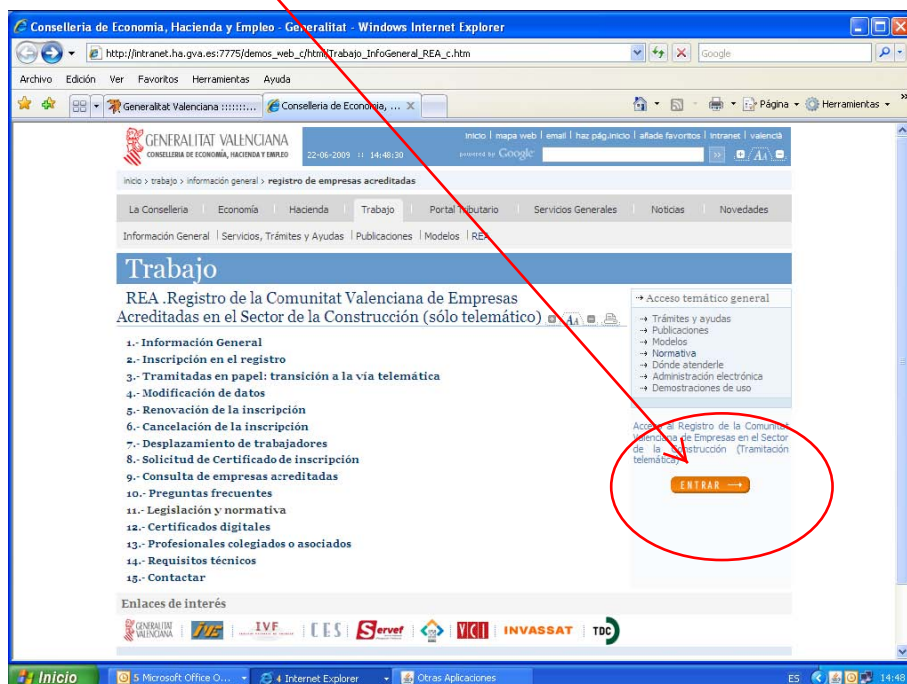 Conselleria de Economia, Hacienda y Empleo - Generalitat - Windows Internet Explorer
http://intranet.ha.gva.es:7775/demos_web_c/html/Trabajo_InfoGeneral_REA_c.htm
Google
Archivo Edición Ver Favoritos Herramientas Ayuda
Generalitat Valenciana :::::::... Conselleria de Economia, ... X Página Herramientas
GENERALITAT VALENCIANA
CONSELLERIA DE ECONOMÍA, HACIENDA Y EMPLEO
inicio | mapa web | email | haz pág.inicio | añade favoritos | intranet | valencià
22-06-2009 :: 14:48:30 powered by Google
inicio > trabajo > información general > registro de empresas acreditadas
La Conselleria Economía Hacienda Trabajo Portal Tributario Servicios Generales Noticias Novedades
Información General | Servicios, Trámites y Ayudas | Publicaciones | Modelos | REA
Trabajo
REA .Registro de la Comunitat Valenciana de Empresas
Acreditadas en el Sector de la Construcción (sólo telemático)
1.- Información General
2.- Inscripción en el registro
3.- Tramitadas en papel: transición a la vía telemática
4.- Modificación de datos
5.- Renovación de la inscripción
6.- Cancelación de la inscripción
7.- Desplazamiento de trabajadores
8.- Solicitud de Certificado de inscripción
9.- Consulta de empresas acreditadas
10.- Preguntas frecuentes
11.- Legislación y normativa
12.- Certificados digitales
13.- Profesionales colegiados o asociados
14.- Requisitos técnicos
15.- Contactar
Acceso temático general
Trámites y ayudas
Publicaciones
Modelos
Normativa
Dónde atenderle
Administración electrónica
Demostraciones de uso
Acceso al Registro de la Comunitat
Valenciana de Empresas en el Sector
de la Construcción (Tramitación
telemática)
ENTRAR
Enlaces de interés
GENERALITAT VALENCIANA IVF CES Servef VCI INVASSAT TDC
Inicio 5 Microsoft Office O... 4 Internet Explorer Otras Aplicaciones ES 14:48